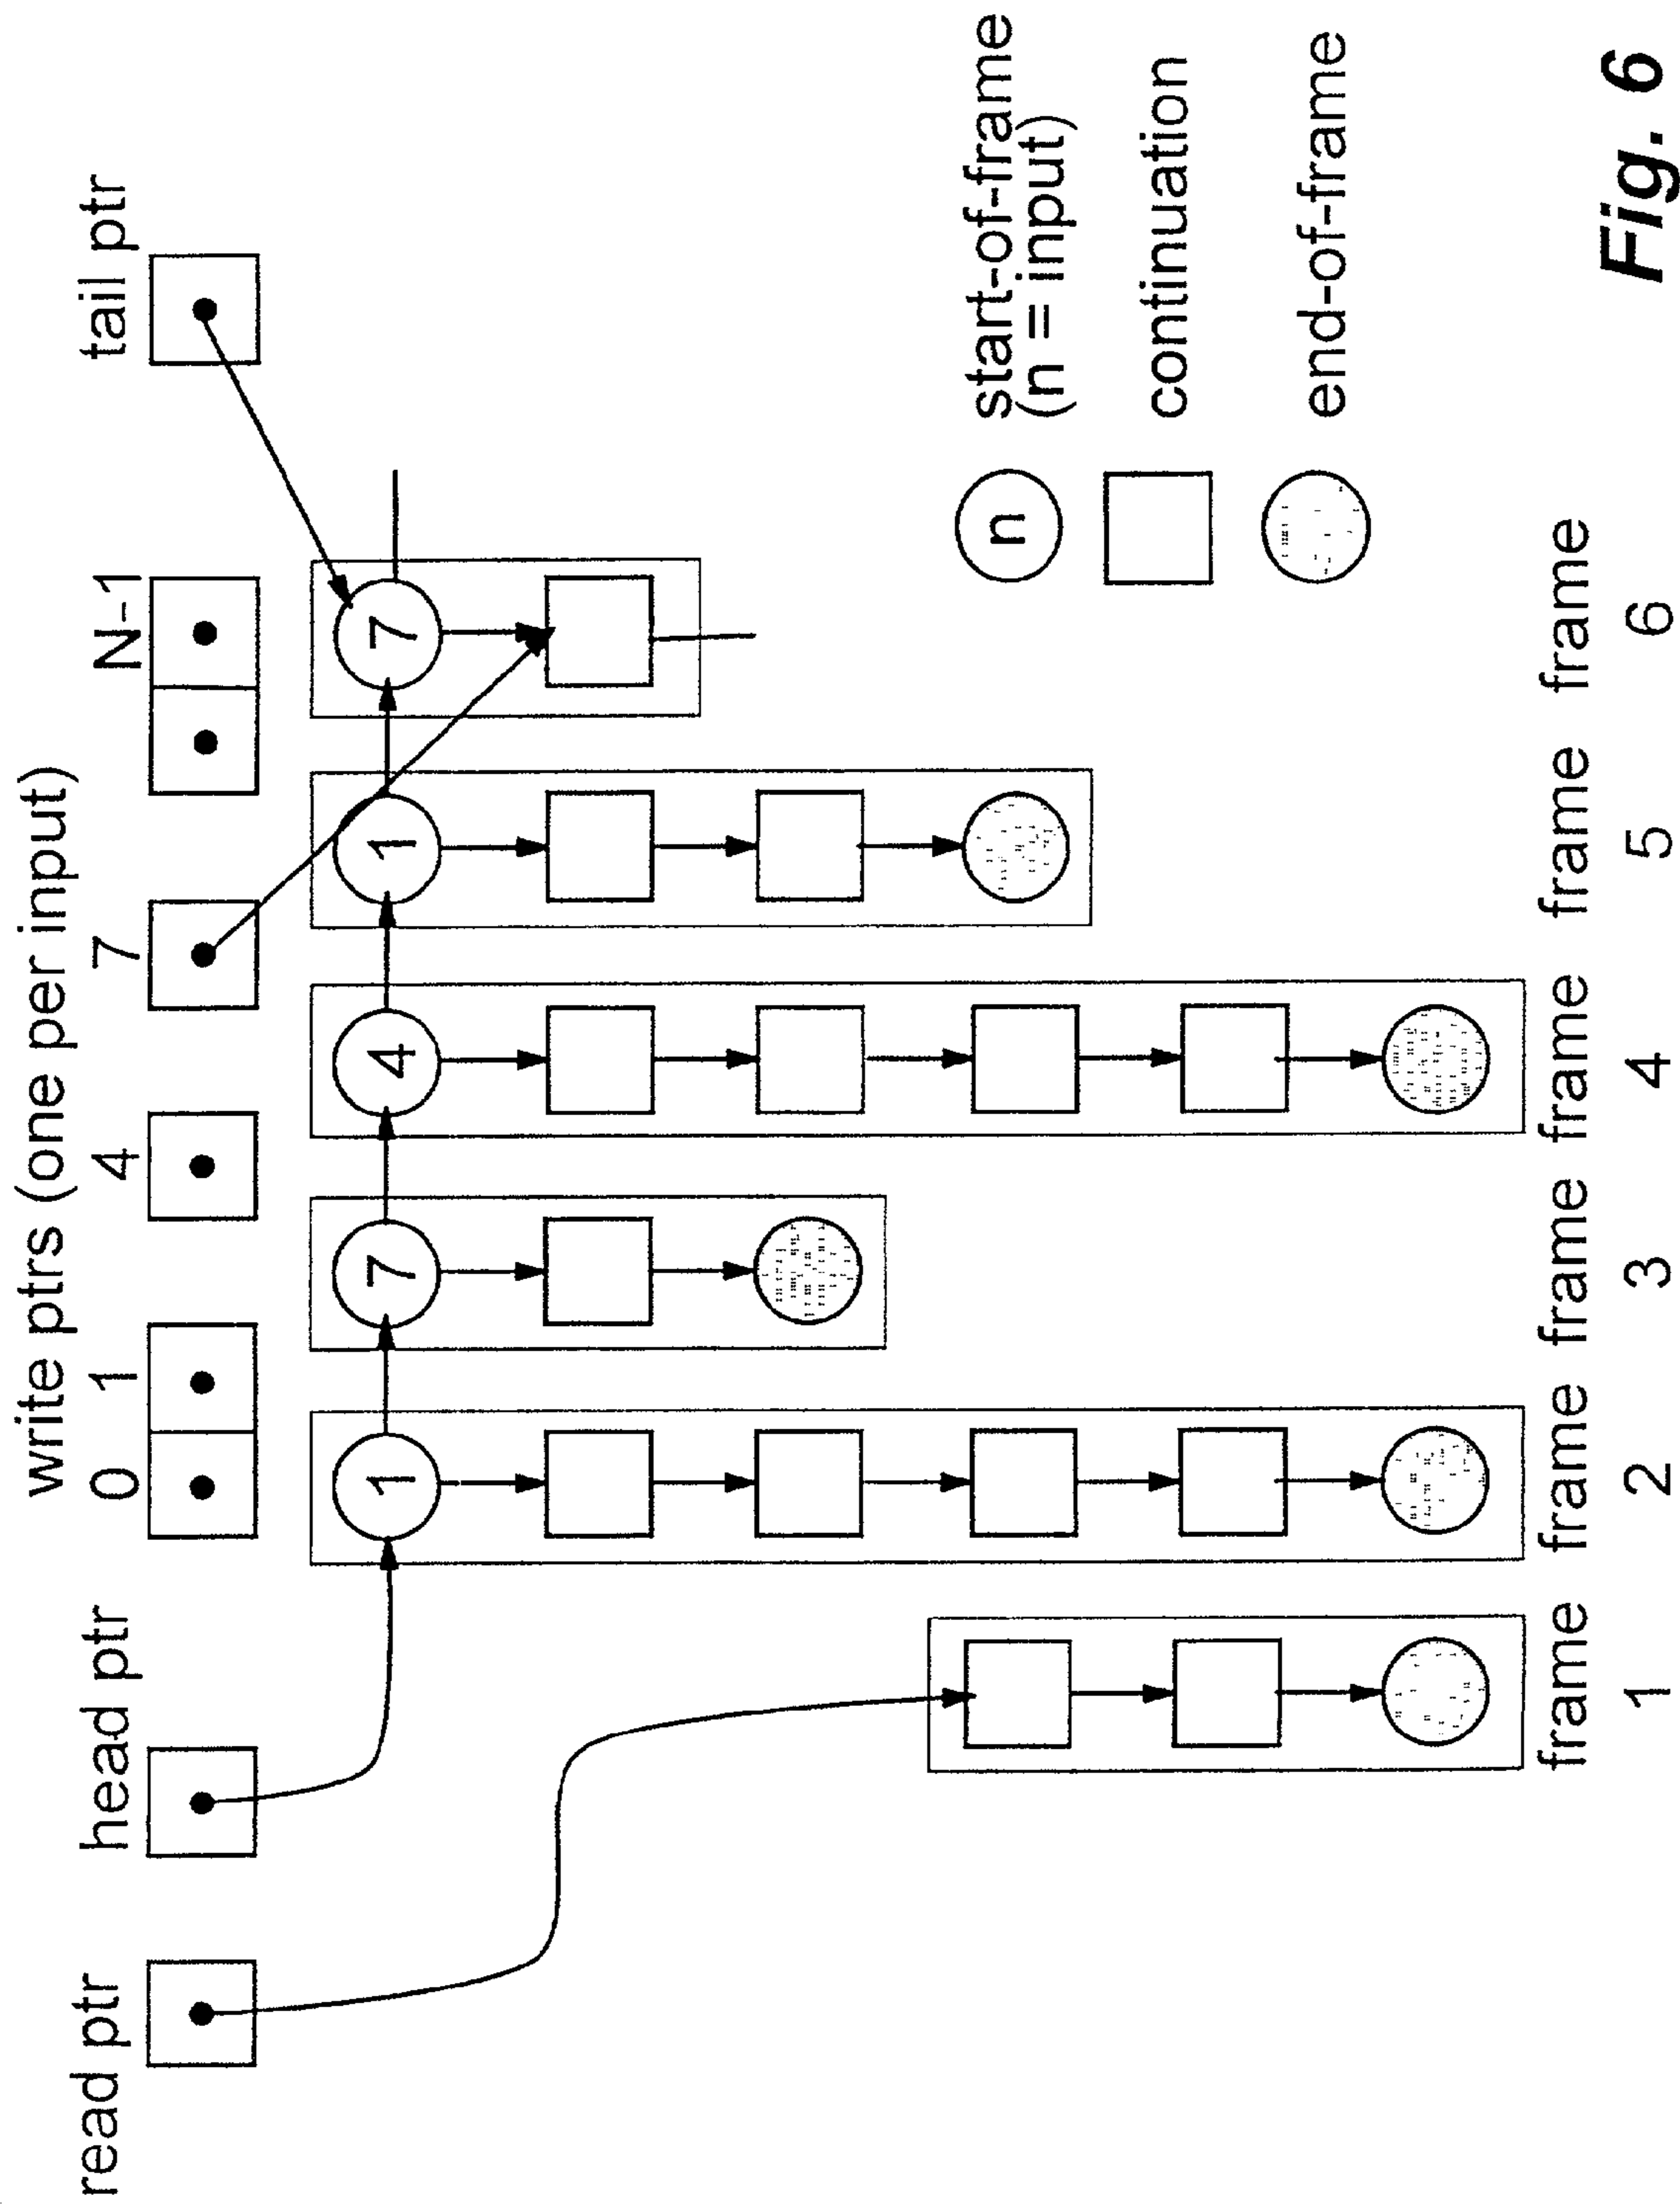 write ptrs (one per input)
read ptr
head ptr
0 1 4 7 N-1
tail ptr
1 7 4 1 7
n
start-of-frame
(n = input)
continuation
end-of-frame
frame frame frame frame frame frame
1 2 3 4 5 6
Fig. 6